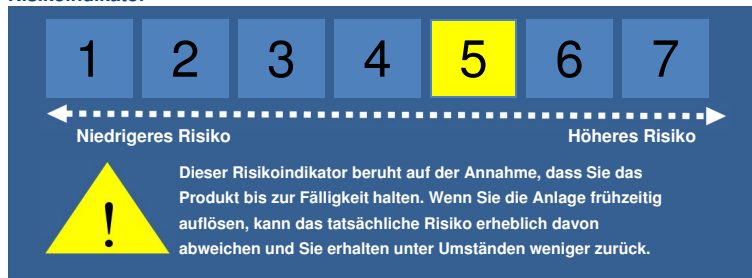 Risikoindikator
1 2 3 4 5 6 7
Niedrigeres Risiko Höheres Risiko
Dieser Risikoindikator beruht auf der Annahme, dass Sie das
Produkt bis zur Fälligkeit halten. Wenn Sie die Anlage frühzeitig
! auflösen, kann das tatsächliche Risiko erheblich davon
abweichen und Sie erhalten unter Umständen weniger zurück.